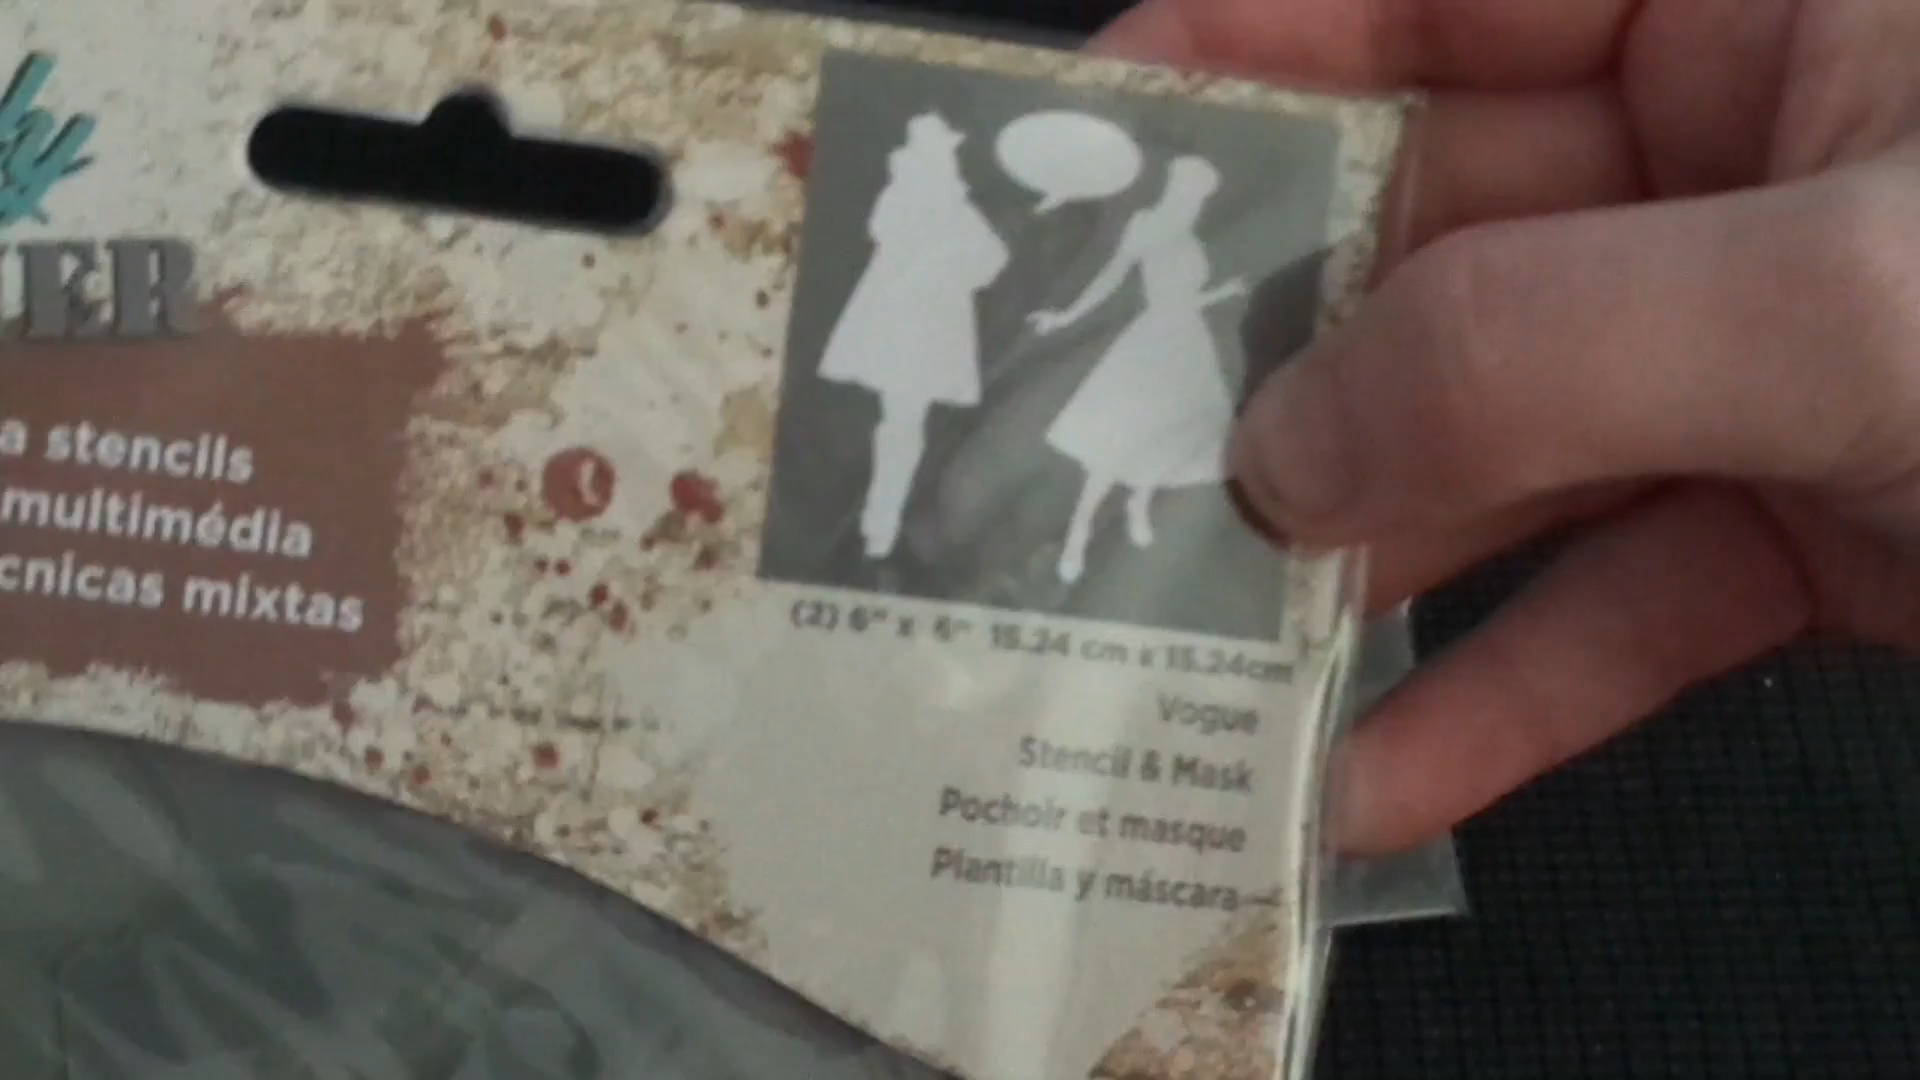 ER
a stencils
multimédia
cnicas mixtas
(2) 6" x 6" 15.24 cm x 15.24cm
Vogue
Stencil & Mask
Pochoir et masque
Plantilla y máscara